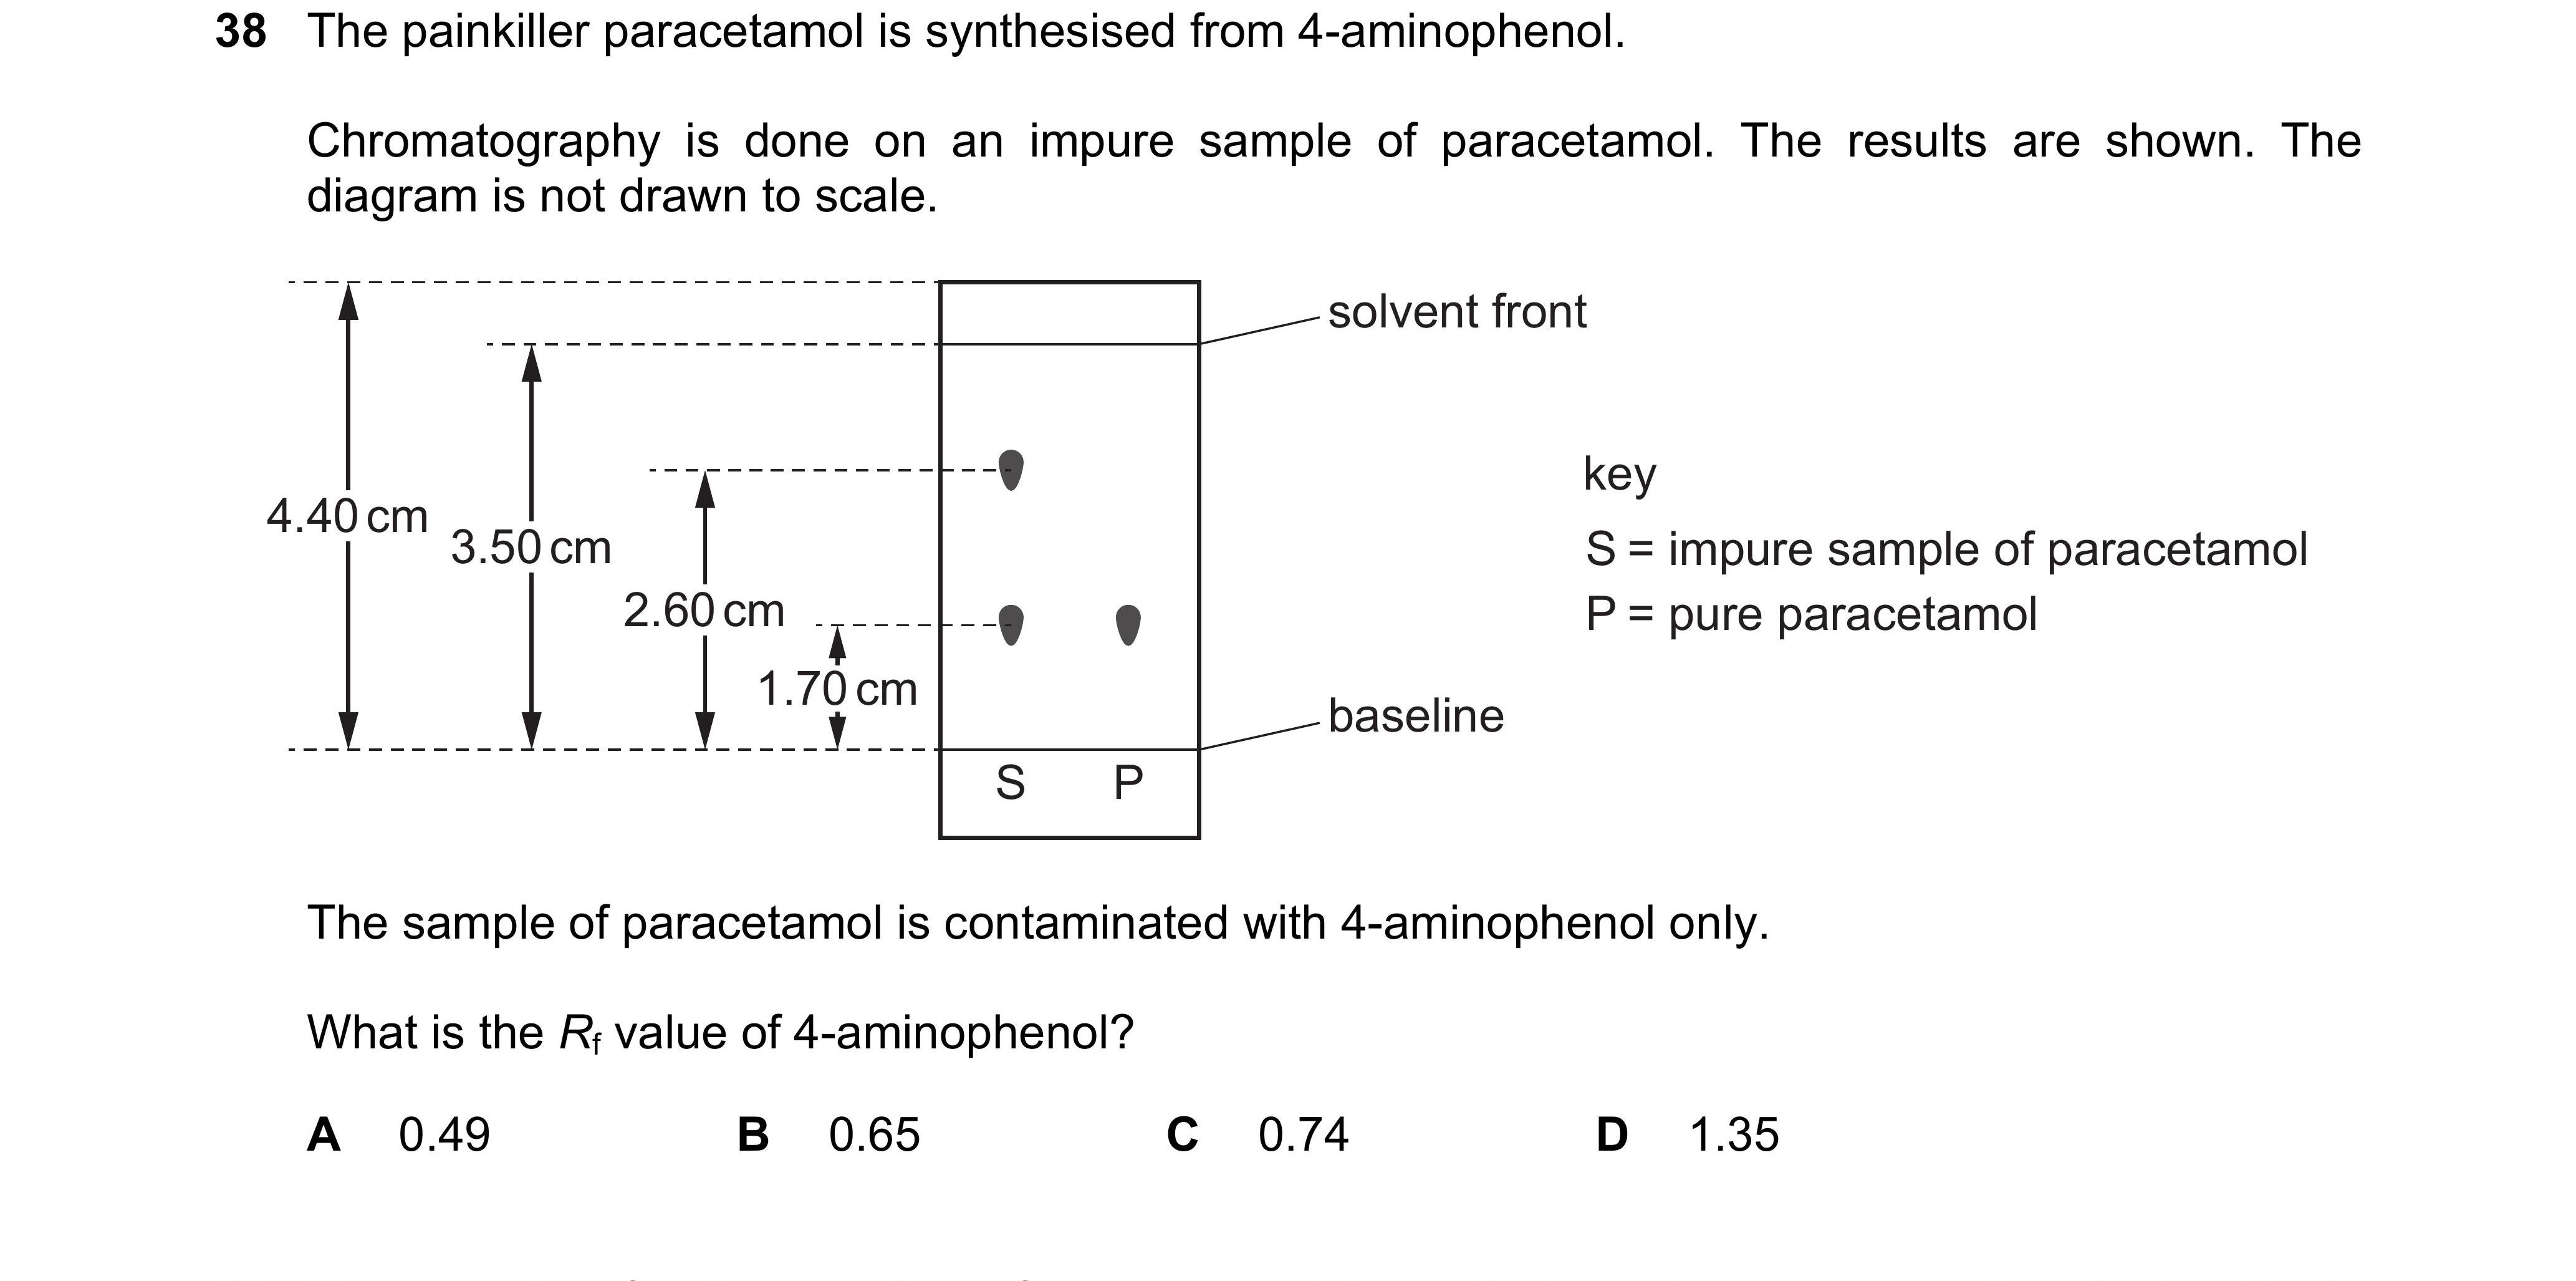 38 The painkiller paracetamol is synthesised from 4-aminophenol.
Chromatography is done on an impure sample of paracetamol. The results are shown. The
diagram is not drawn to scale.
solvent front
key
4.40 cm
3.50 cm
S = impure sample of paracetamol
2.60 cm
P = pure paracetamol
1.70 cm
baseline
S P
The sample of paracetamol is contaminated with 4-aminophenol only.
What is the Rf value of 4-aminophenol?
A 0.49 B 0.65 C 0.74 D 1.35